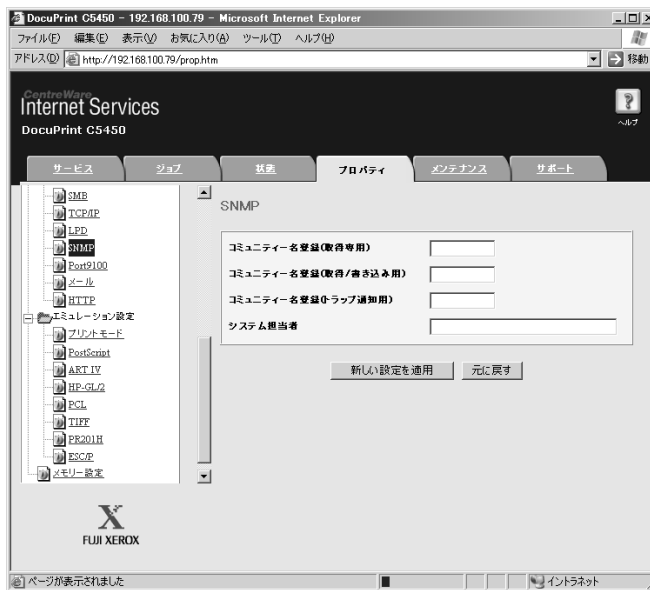 DocuPrint C5450 - 192.168.100.79 - Microsoft Internet Explorer
ファイル(F) 編集(E) 表示(V) お気に入り(A) ツール(T) ヘルプ(H)
アドレス(D) http://192.168.100.79/prop.htm 移動
CentreWare
Internet Services
DocuPrint C5450
ヘルプ
サービス ジョブ 状態 プロパティ メンテナンス サポート
SMB
TCP/IP
LPD
SNMP
Port9100
メール
HTTP
エミュレーション設定
プリントモード
PostScript
ART IV
HP-GL/2
PCL
TIFF
PR201H
ESC/P
メモリー設定
SNMP
コミュニティー名登録(取得専用)
コミュニティー名登録(取得/書き込み用)
コミュニティー名登録(トラップ通知用)
システム担当者
新しい設定を適用 元に戻す
X
FUJI XEROX
ページが表示されました イントラネット